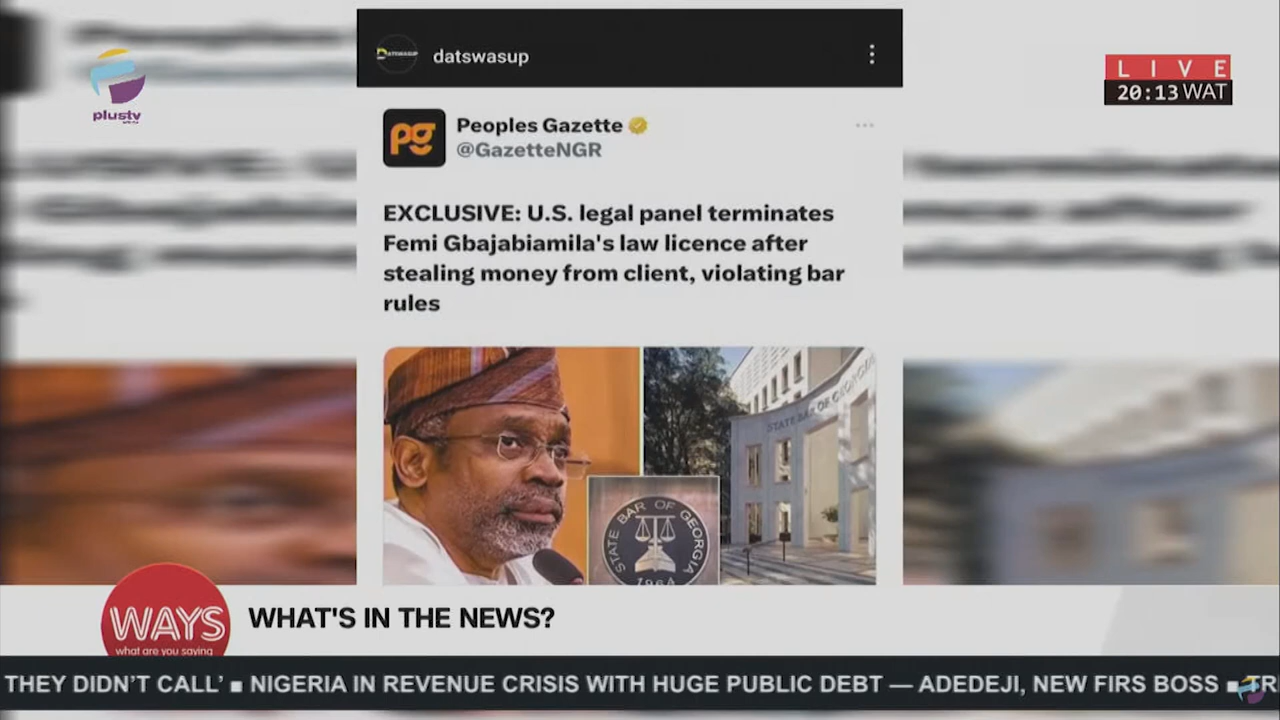 datswasup
DATSWASUP
LIVE
20:13 WAT
plustv
pg
Peoples Gazette
@GazetteNGR
EXCLUSIVE: U.S. legal panel terminates
Femi Gbajabiamila's law licence after
stealing money from client, violating bar
rules
STATE BAR OF GEORGIA
STATE BAR OF GEORGIA
1964
WAYS
what are you saying
WHAT'S IN THE NEWS?
THEY DIDN'T CALL' ■ NIGERIA IN REVENUE CRISIS WITH HUGE PUBLIC DEBT — ADEDEJI, NEW FIRS BOSS ■ TR